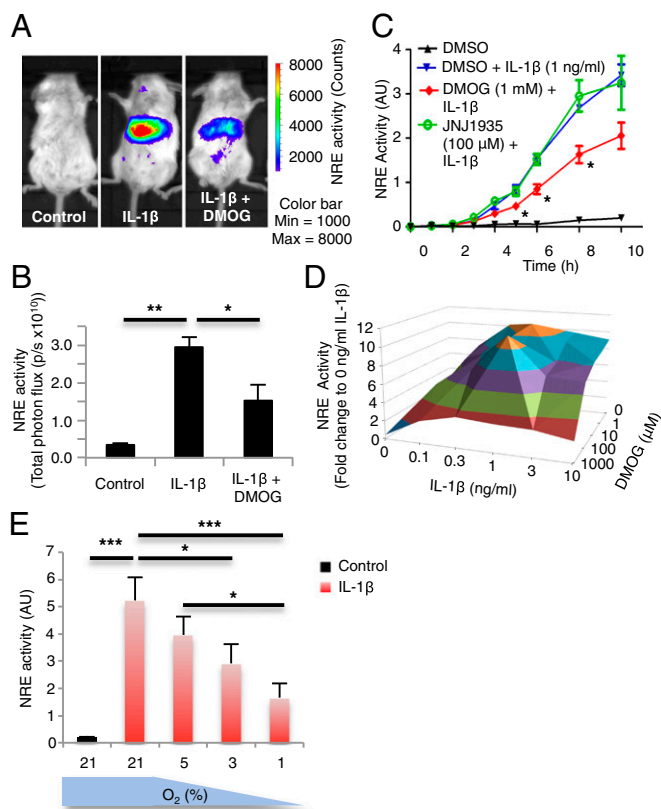 A
Control
IL-1β
IL-1β +
DMOG
8000
6000
4000
2000
NRE activity (Counts)
Color bar
Min = 1000
Max = 8000
B
NRE activity
(Total photon flux (p/s x10¹⁰)
3.0
2.0
1.0
0.0
**
*
Control
IL-1β
IL-1β +
DMOG
C
NRE Activity (AU)
4
3
2
1
0
DMSO
DMSO + IL-1β (1 ng/ml)
DMOG (1 mM) +
IL-1β
JNJ1935
(100 μM) +
IL-1β
*
*
*
0
0
2
4
6
8
10
Time (h)
D
NRE Activity
(Fold change to 0 ng/ml IL-1β)
12
10
8
6
4
2
0
0
0.1
0.3
1
3
10
IL-1β (ng/ml)
0
1
10
100
1000
DMOG (μM)
E
NRE activity (AU)
7
6
5
4
3
2
1
0
***
***
*
*
Control
IL-1β
21
21
5
3
1
O₂ (%)